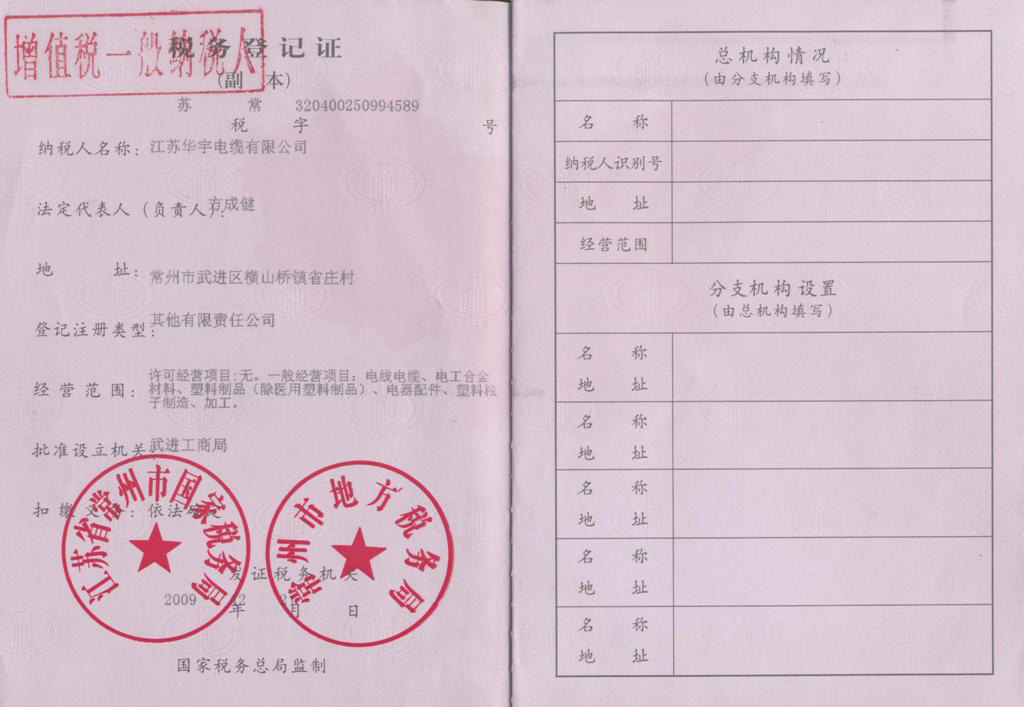 增值税一般纳税人
税务登记证
(副 本)
苏 常 320400250994589
税 字 号
纳税人名称：江苏华宇电缆有限公司
法定代表人（负责人）：方成健
地 址：常州市武进区横山桥镇省庄村
登记注册类型：其他有限责任公司
经营范围：许可经营项目:无。一般经营项目：电线电缆、电工合金
材料、塑料制品（除医用塑料制品）、电器配件、塑料粒
子制造、加工。
批准设立机关：武进工商局
扣缴义务：依法确定
江苏省常州市国家税务局
常州市地方税务局
发证税务机关
2009 年 12 月 日
国家税务总局监制
总机构情况
（由分支机构填写）
名 称
纳税人识别号
地 址
经营范围
分支机构设置
（由总机构填写）
名 称
地 址
名 称
地 址
名 称
地 址
名 称
地 址
名 称
地 址